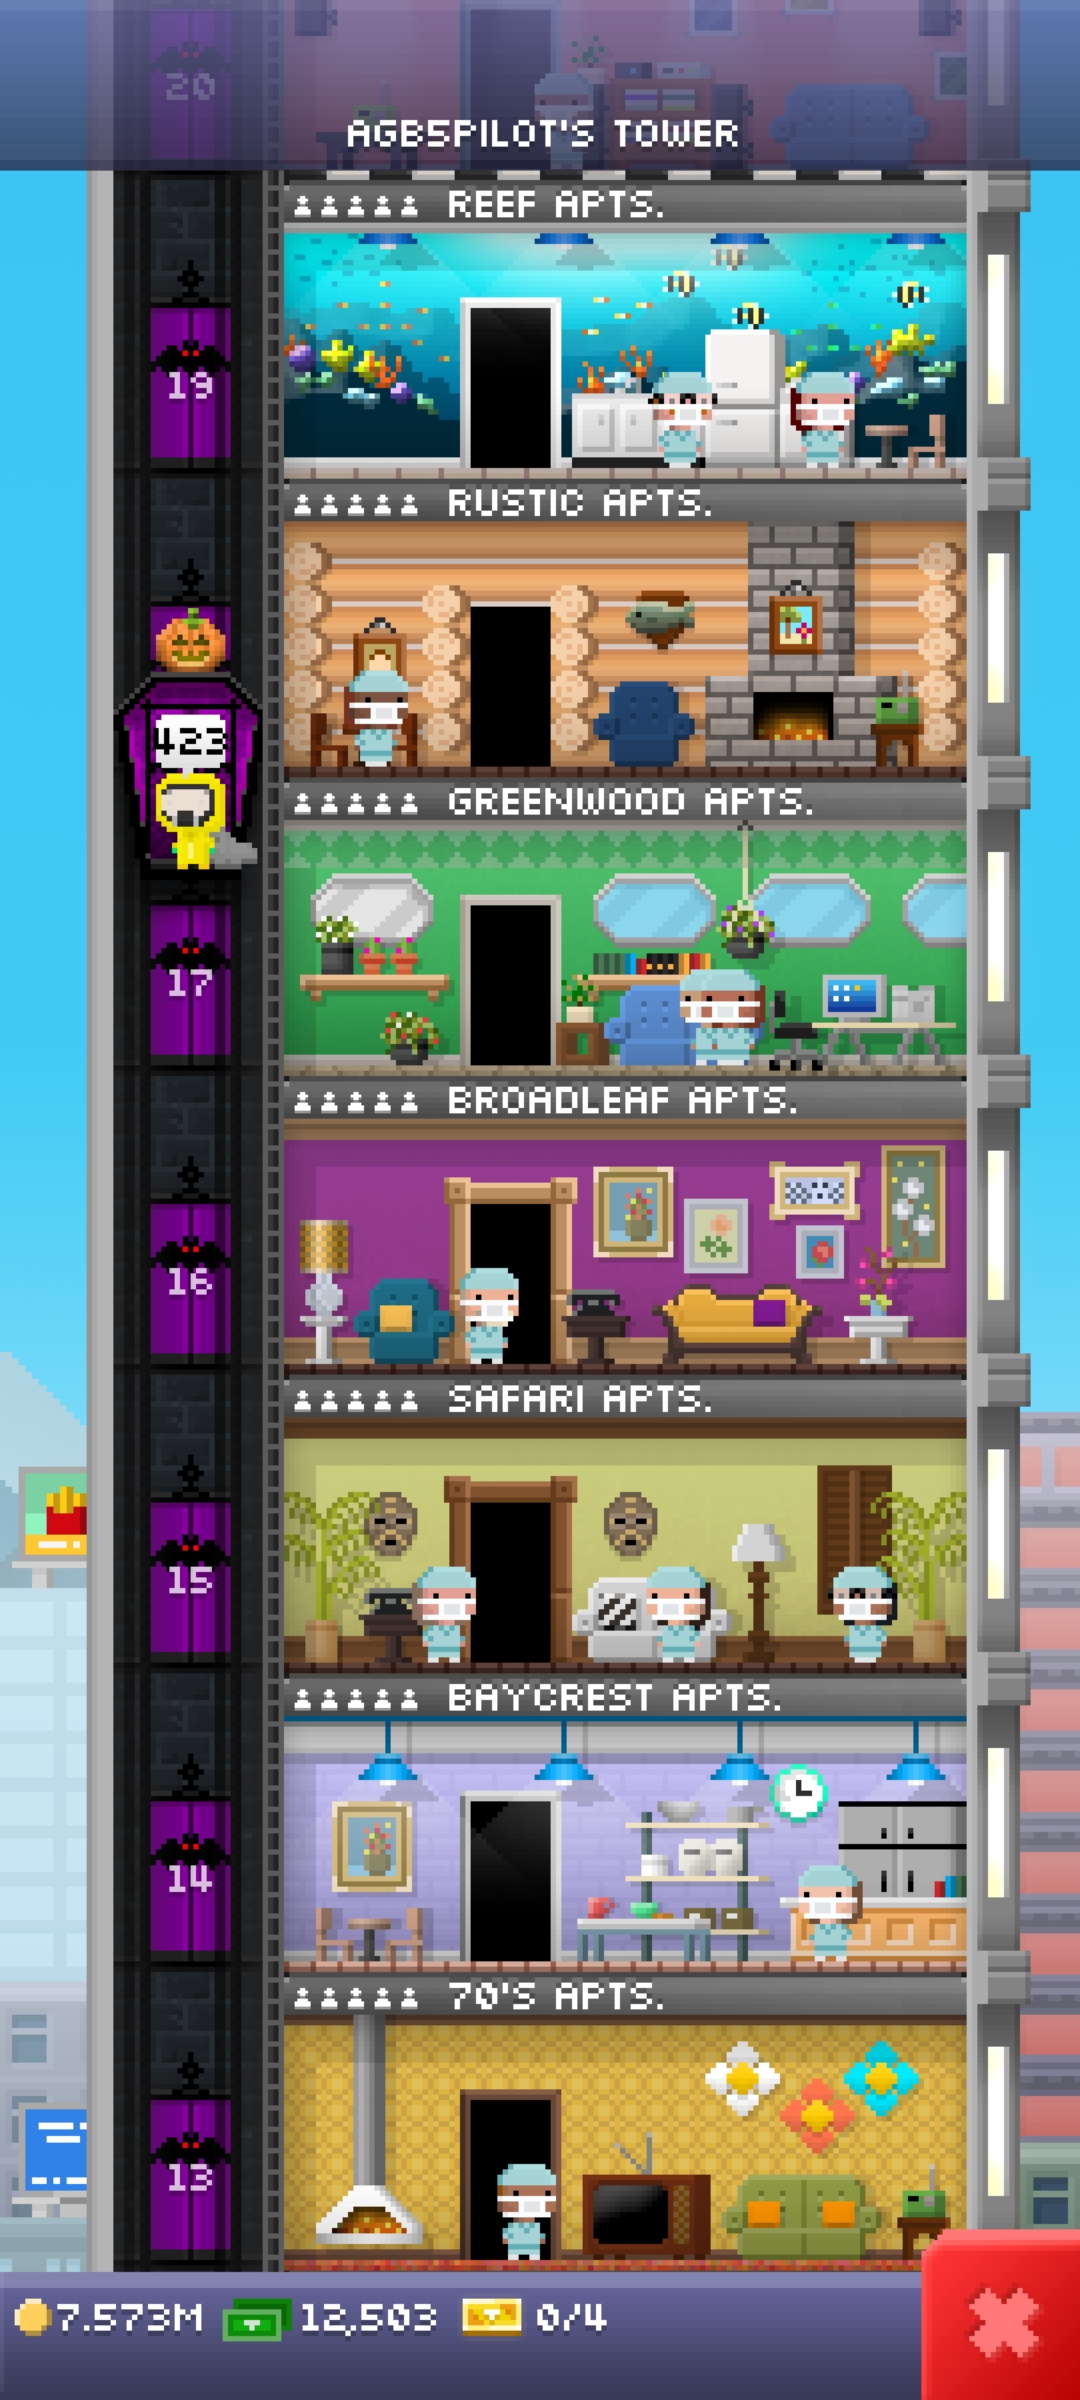 20
AGB5PILOT'S TOWER
REEF APTS.
19
RUSTIC APTS.
423
GREENWOOD APTS.
17
BROADLEAF APTS.
16
SAFARI APTS.
15
BAYCREST APTS.
14
70'S APTS.
13
7.573M 12,503 0/4